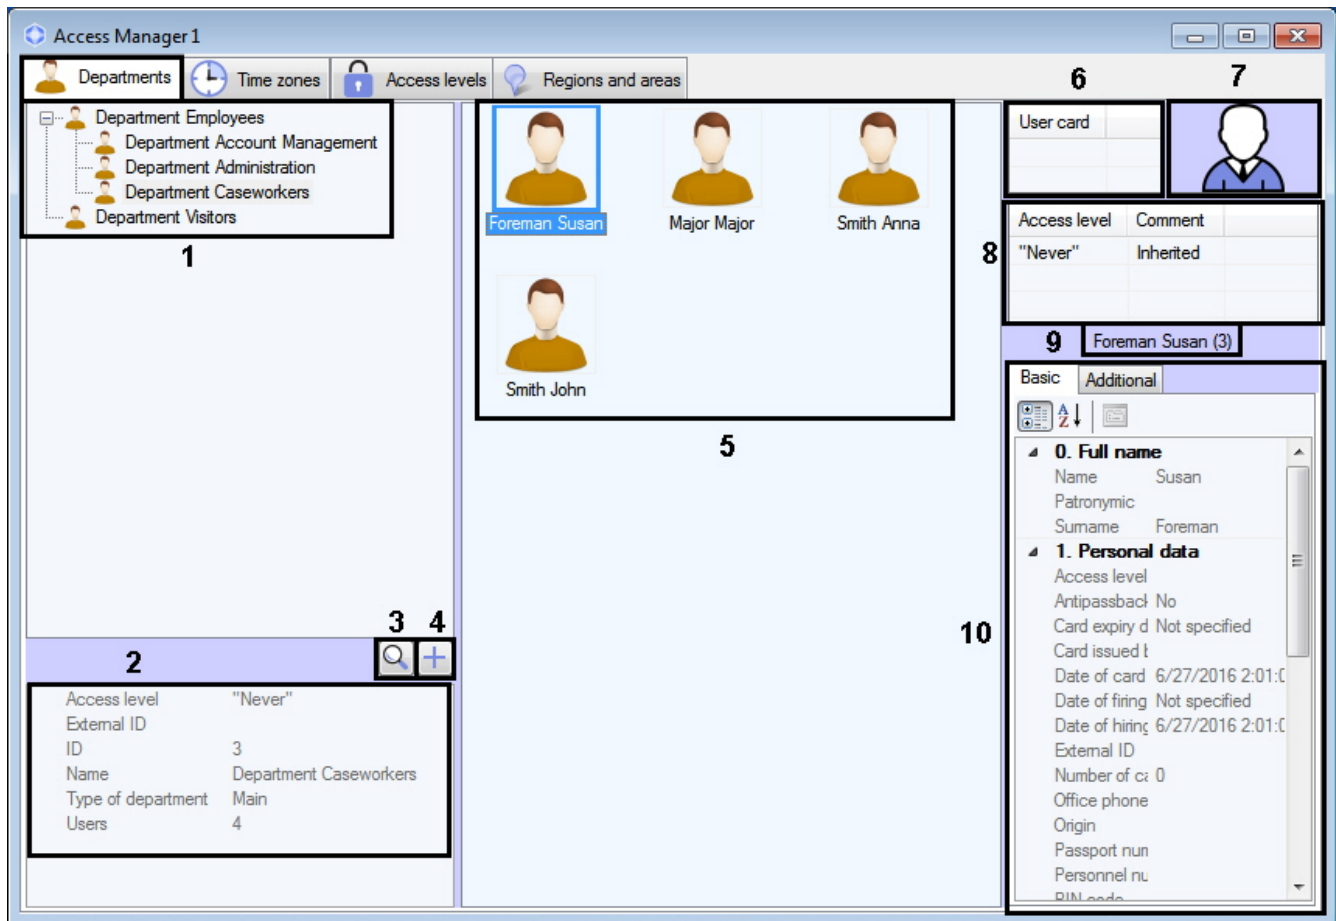 Access Manager 1
Departments
Time zones
Access levels
Regions and areas
6
7
Department Employees
Department Account Management
Department Administration
Department Caseworkers
Department Visitors
1
Foreman Susan
Major Major
Smith Anna
Smith John
5
User card
Access level Comment
8
"Never" Inherited
9
Foreman Susan (3)
Basic
Additional
0. Full name
Name Susan
Patronymic
Surname Foreman
1. Personal data
Access level
Antipassback No
Card expiry d Not specified
Card issued b
Date of card 6/27/2016 2:01:0
Date of firing Not specified
Date of hiring 6/27/2016 2:01:0
External ID
Number of ca 0
Office phone
Origin
Passport num
Personnel nu
PIN code
10
3
4
2
Access level "Never"
External ID
ID 3
Name Department Caseworkers
Type of department Main
Users 4